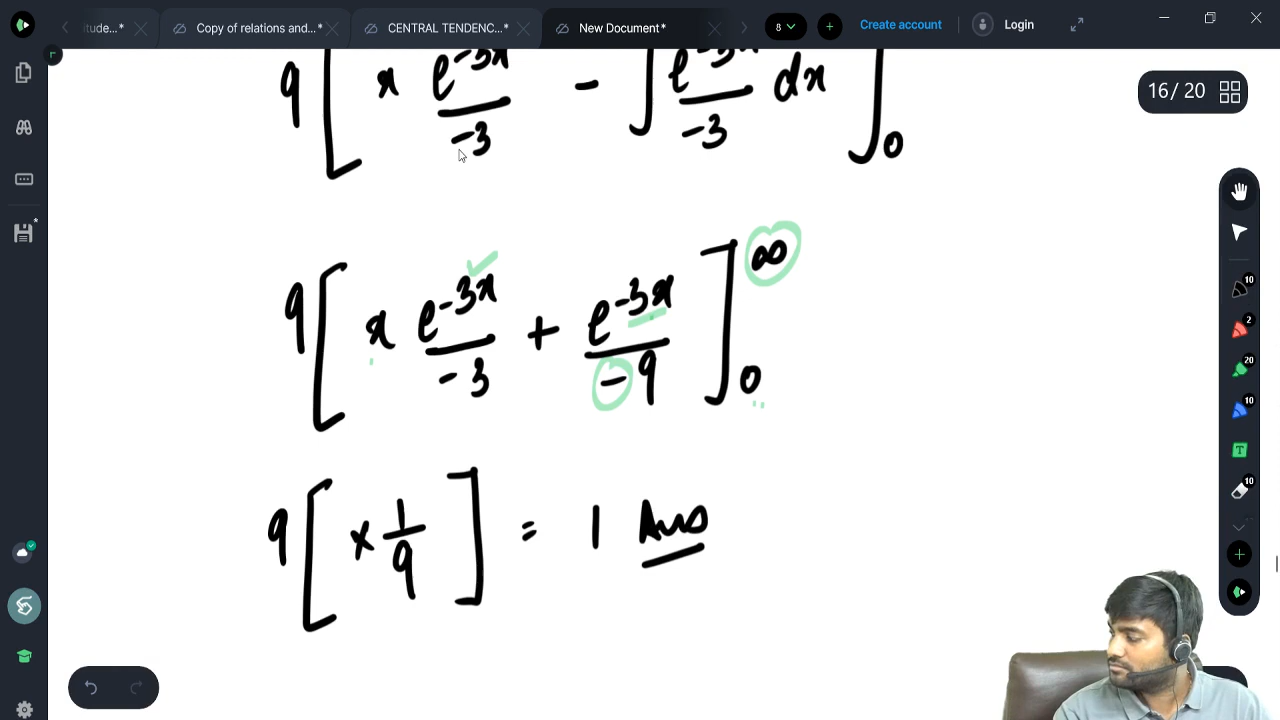 tude...* Copy of relations and...* CENTRAL TENDENC...* New Document* 8 + Create account Login
9[ x e^-3x/-3 - ∫ e^-3x/-3 dx ]0
16/20
9[ x e^-3x/-3 + e^-3x/-9 ]0^∞
9[ × 1/9 ] = 1 Ans
10
2
20
10
T
10